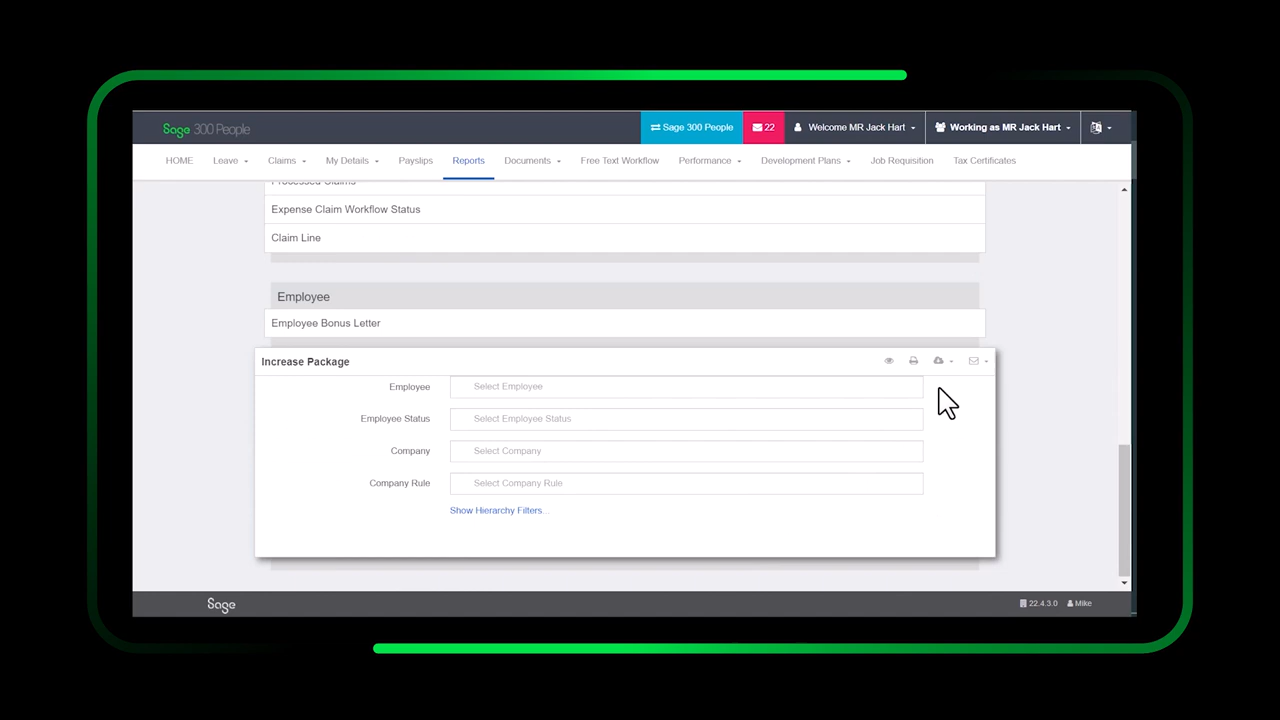 Sage 300 People
Sage 300 People
22
Welcome MR Jack Hart
Working as MR Jack Hart
HOME
Leave
Claims
My Details
Payslips
Reports
Documents
Free Text Workflow
Performance
Development Plans
Job Requisition
Tax Certificates
Processed Claims
Expense Claim Workflow Status
Claim Line
Employee
Employee Bonus Letter
Increase Package
Employee Select Employee
Employee Status Select Employee Status
Company Select Company
Company Rule Select Company Rule
Show Hierarchy Filters...
Sage
22.4.3.0
Mike